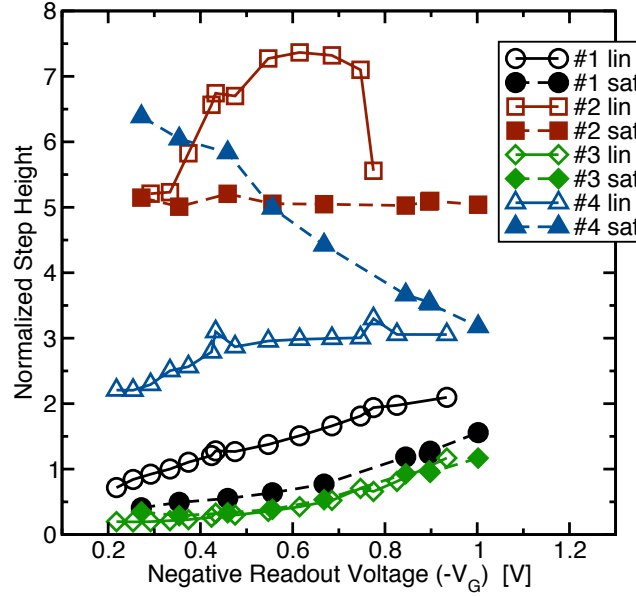 8
7
6
5
4
3
2
1
0
0.2
0.4
0.6
0.8
1
1.2
Normalized Step Height
Negative Readout Voltage (-V_G) [V]
#1 lin
#1 sat
#2 lin
#2 sat
#3 lin
#3 sat
#4 lin
#4 sat